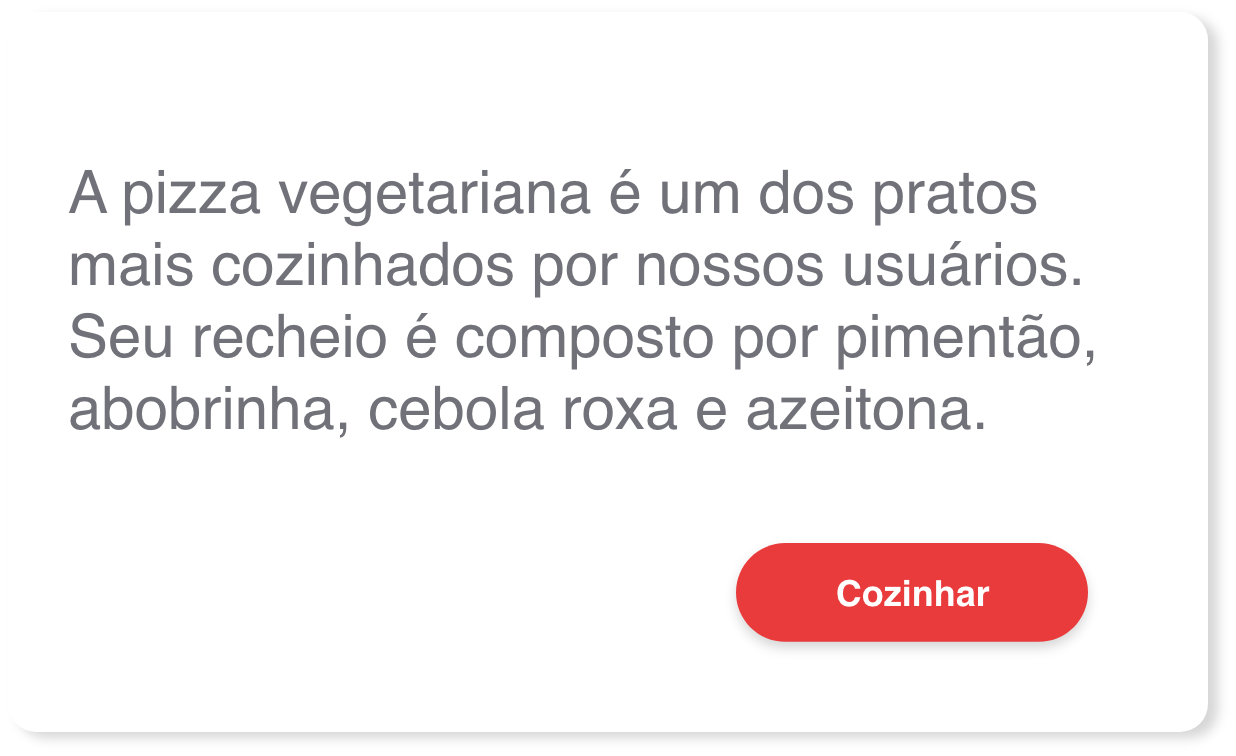 A pizza vegetariana é um dos pratos
mais cozinhados por nossos usuários.
Seu recheio é composto por pimentão,
abobrinha, cebola roxa e azeitona.
Cozinhar